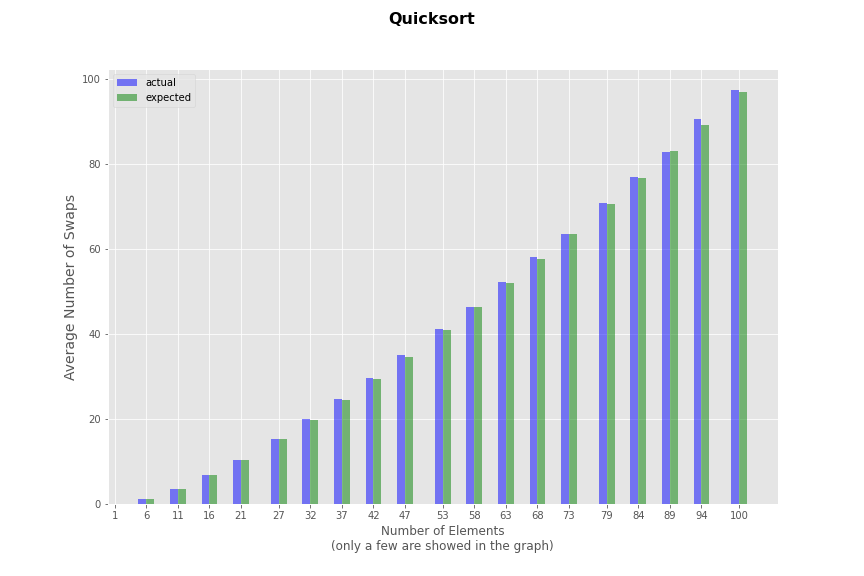 Quicksort
actual
expected
Average Number of Swaps
100
80
60
40
20
0
1 6 11 16 21 27 32 37 42 47 53 58 63 68 73 79 84 89 94 100
Number of Elements
(only a few are showed in the graph)